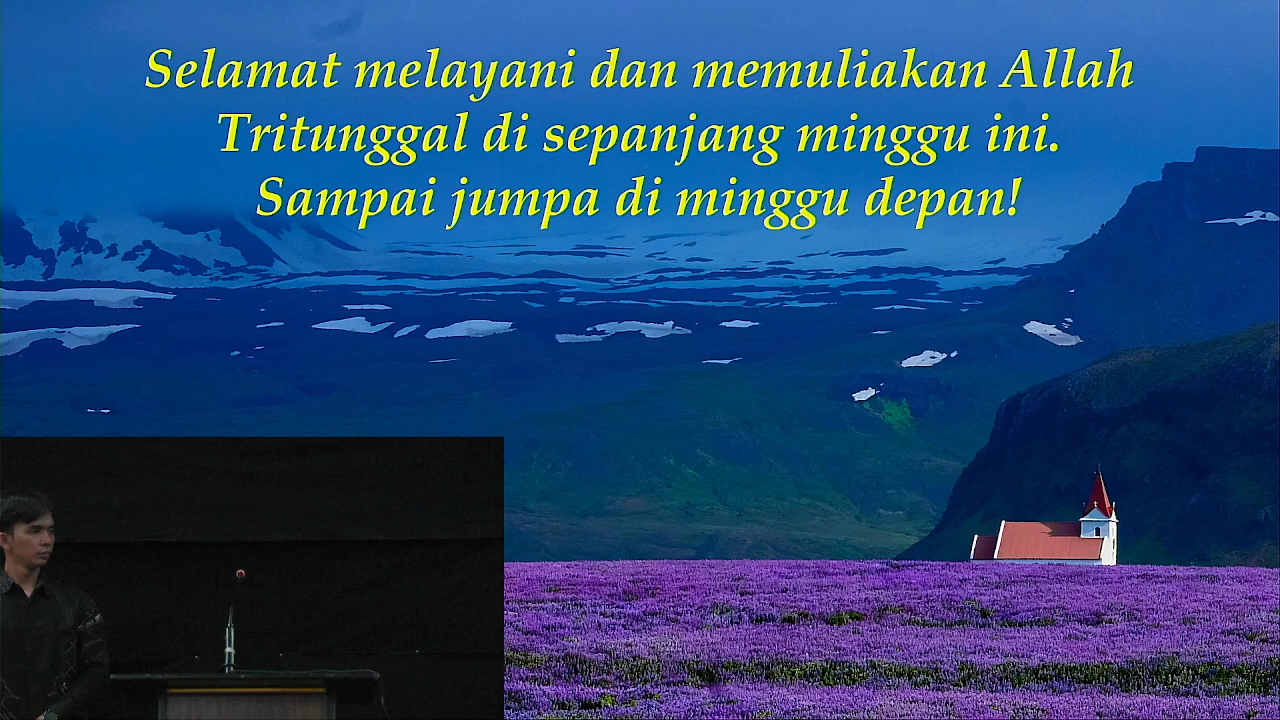 Selamat melayani dan memuliakan Allah
Tritunggal di sepanjang minggu ini.
Sampai jumpa di minggu depan!